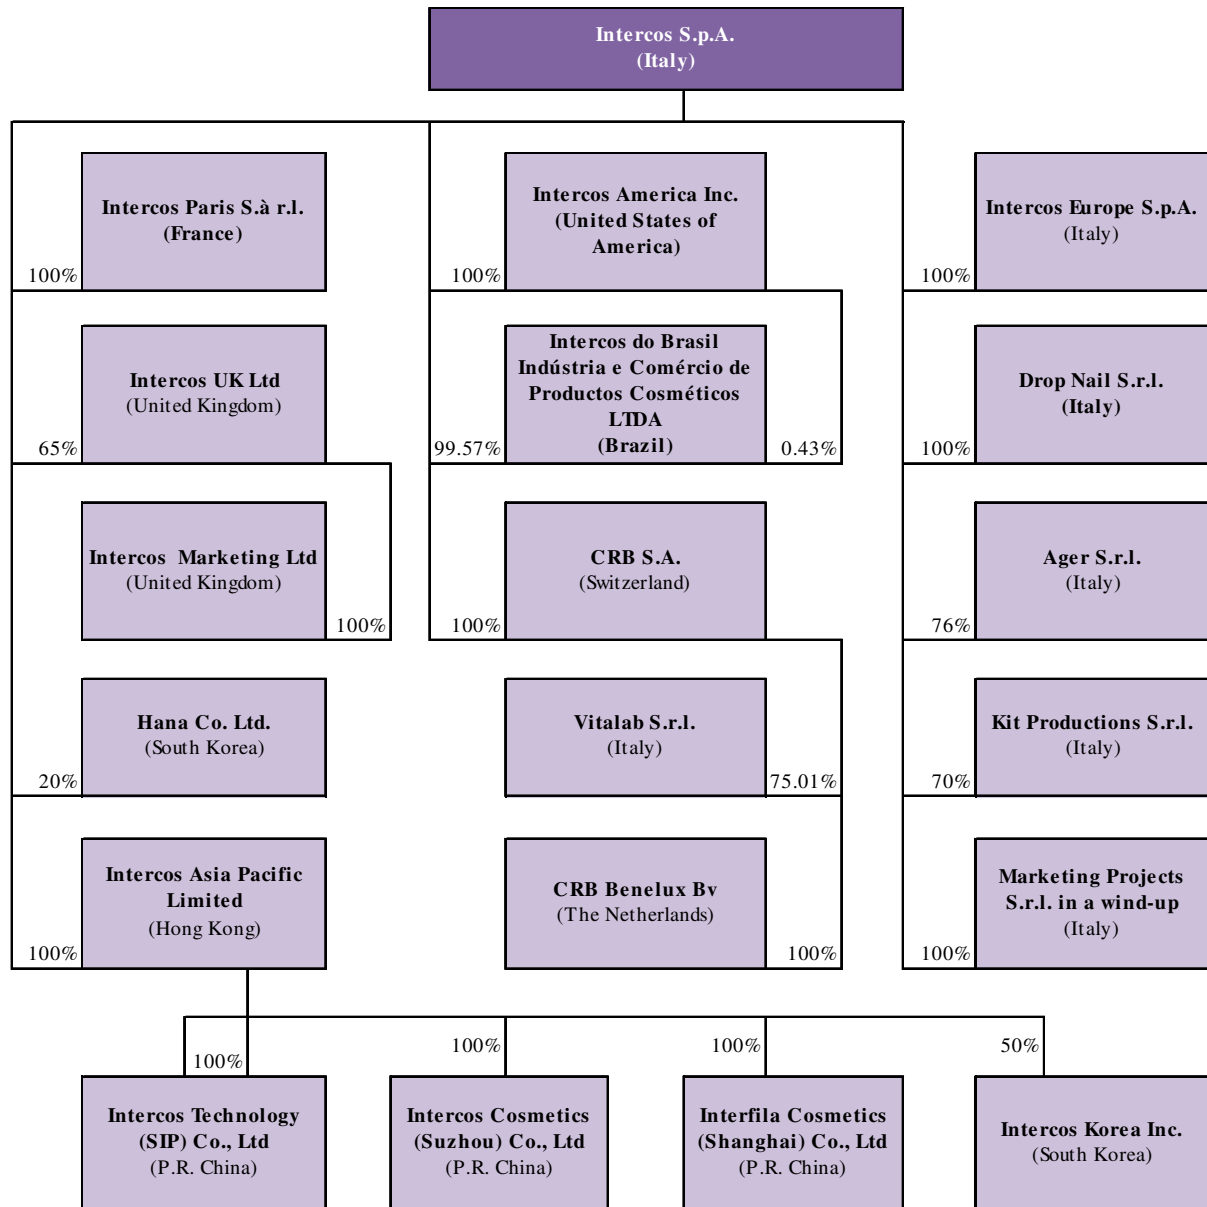 Intercos S.p.A.
(Italy)
Intercos Paris S.à r.l.
(France)
100%
Intercos America Inc.
(United States of
America)
100%
Intercos Europe S.p.A.
(Italy)
100%
Intercos UK Ltd
(United Kingdom)
65%
Intercos do Brasil
Indústria e Comércio de
Productos Cosméticos
LTDA
(Brazil)
99.57%
0.43%
Drop Nail S.r.l.
(Italy)
100%
Intercos Marketing Ltd
(United Kingdom)
100%
CRB S.A.
(Switzerland)
100%
Ager S.r.l.
(Italy)
76%
Hana Co. Ltd.
(South Korea)
20%
Vitalab S.r.l.
(Italy)
75.01%
Kit Productions S.r.l.
(Italy)
70%
Intercos Asia Pacific
Limited
(Hong Kong)
100%
CRB Benelux Bv
(The Netherlands)
100%
Marketing Projects
S.r.l. in a wind-up
(Italy)
100%
100%
Intercos Technology
(SIP) Co., Ltd
(P.R. China)
100%
Intercos Cosmetics
(Suzhou) Co., Ltd
(P.R. China)
100%
Interfila Cosmetics
(Shanghai) Co., Ltd
(P.R. China)
50%
Intercos Korea Inc.
(South Korea)